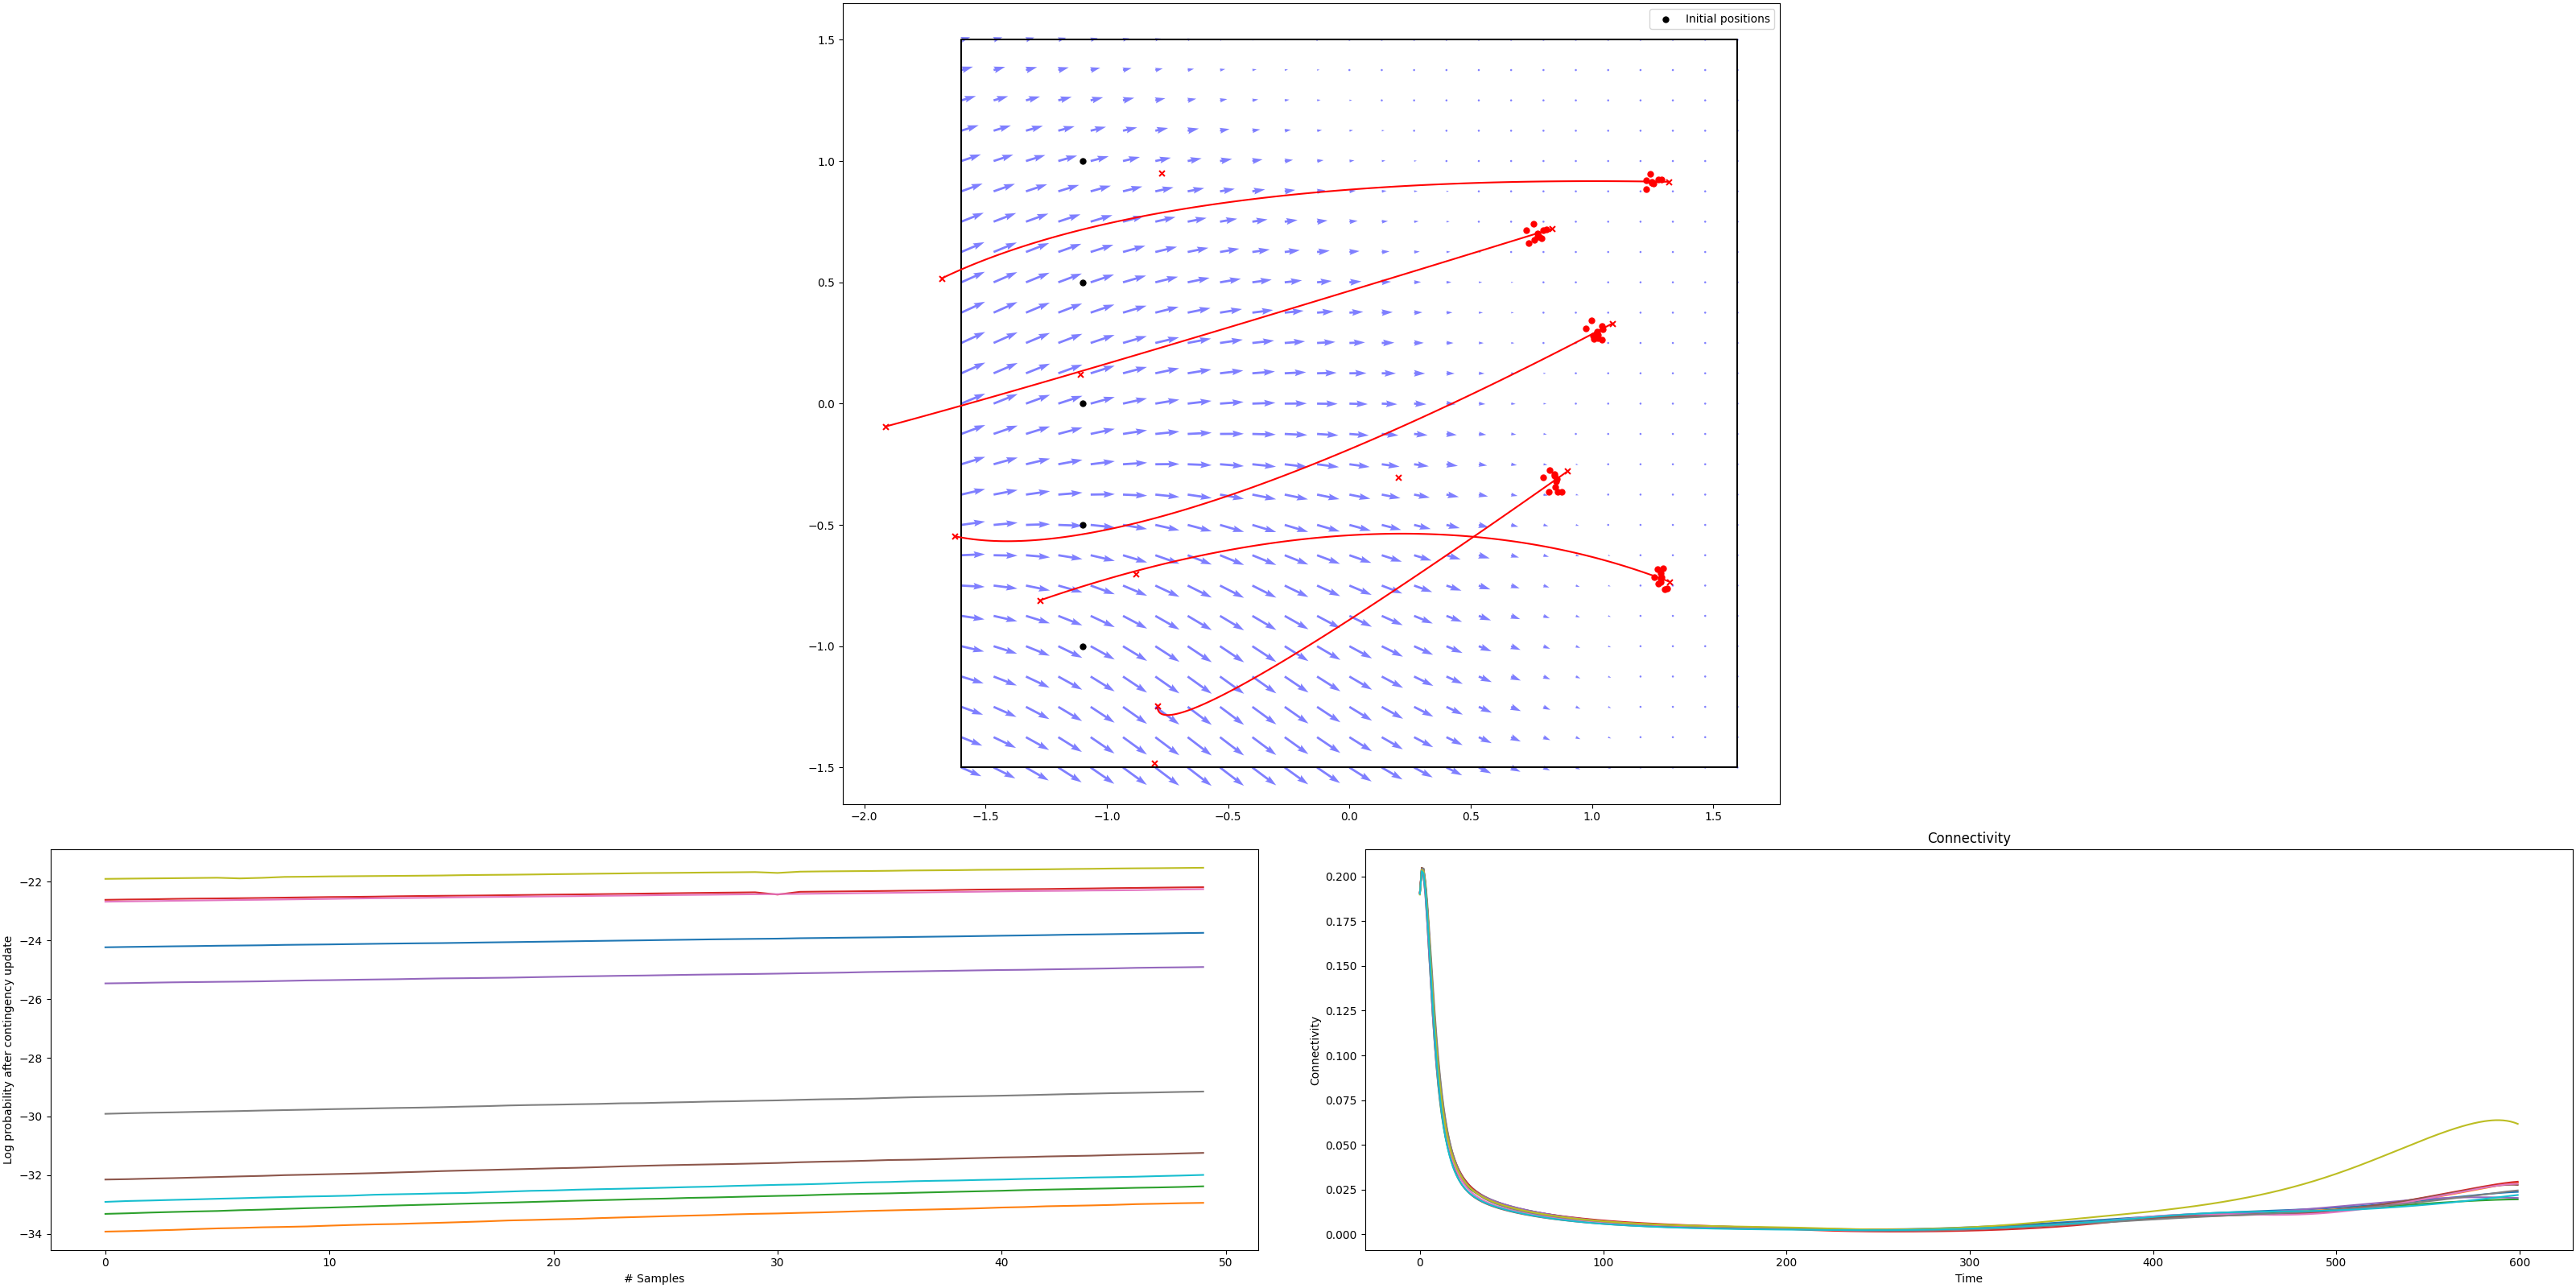 Initial positions
1.5
1.0
0.5
0.0
−0.5
−1.0
−1.5
−2.0 −1.5 −1.0 −0.5 0.0 0.5 1.0 1.5
Log probability after contingency update
−22
−24
−26
−28
−30
−32
−34
0 10 20 30 40 50
# Samples
Connectivity
Connectivity
0.200
0.175
0.150
0.125
0.100
0.075
0.050
0.025
0.000
0 100 200 300 400 500 600
Time